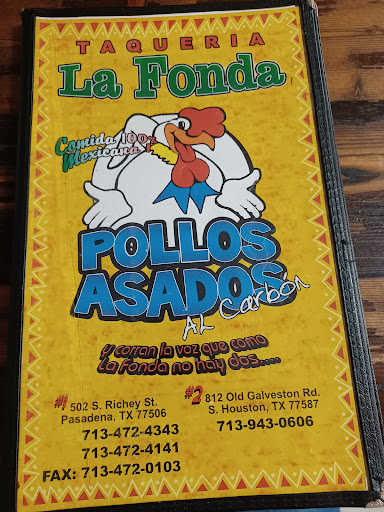 TAQUERIA
La Fonda
Comida 100%
Mexicana
POLLOS
ASADOS
AL Carbón
y corran la voz que como
La Fonda no hay dos....
#1 502 S. Richey St.
Pasadena, TX 77506
713-472-4343
713-472-4141
FAX: 713-472-0103
#2 812 Old Galveston Rd.
S. Houston, TX 77587
713-943-0606